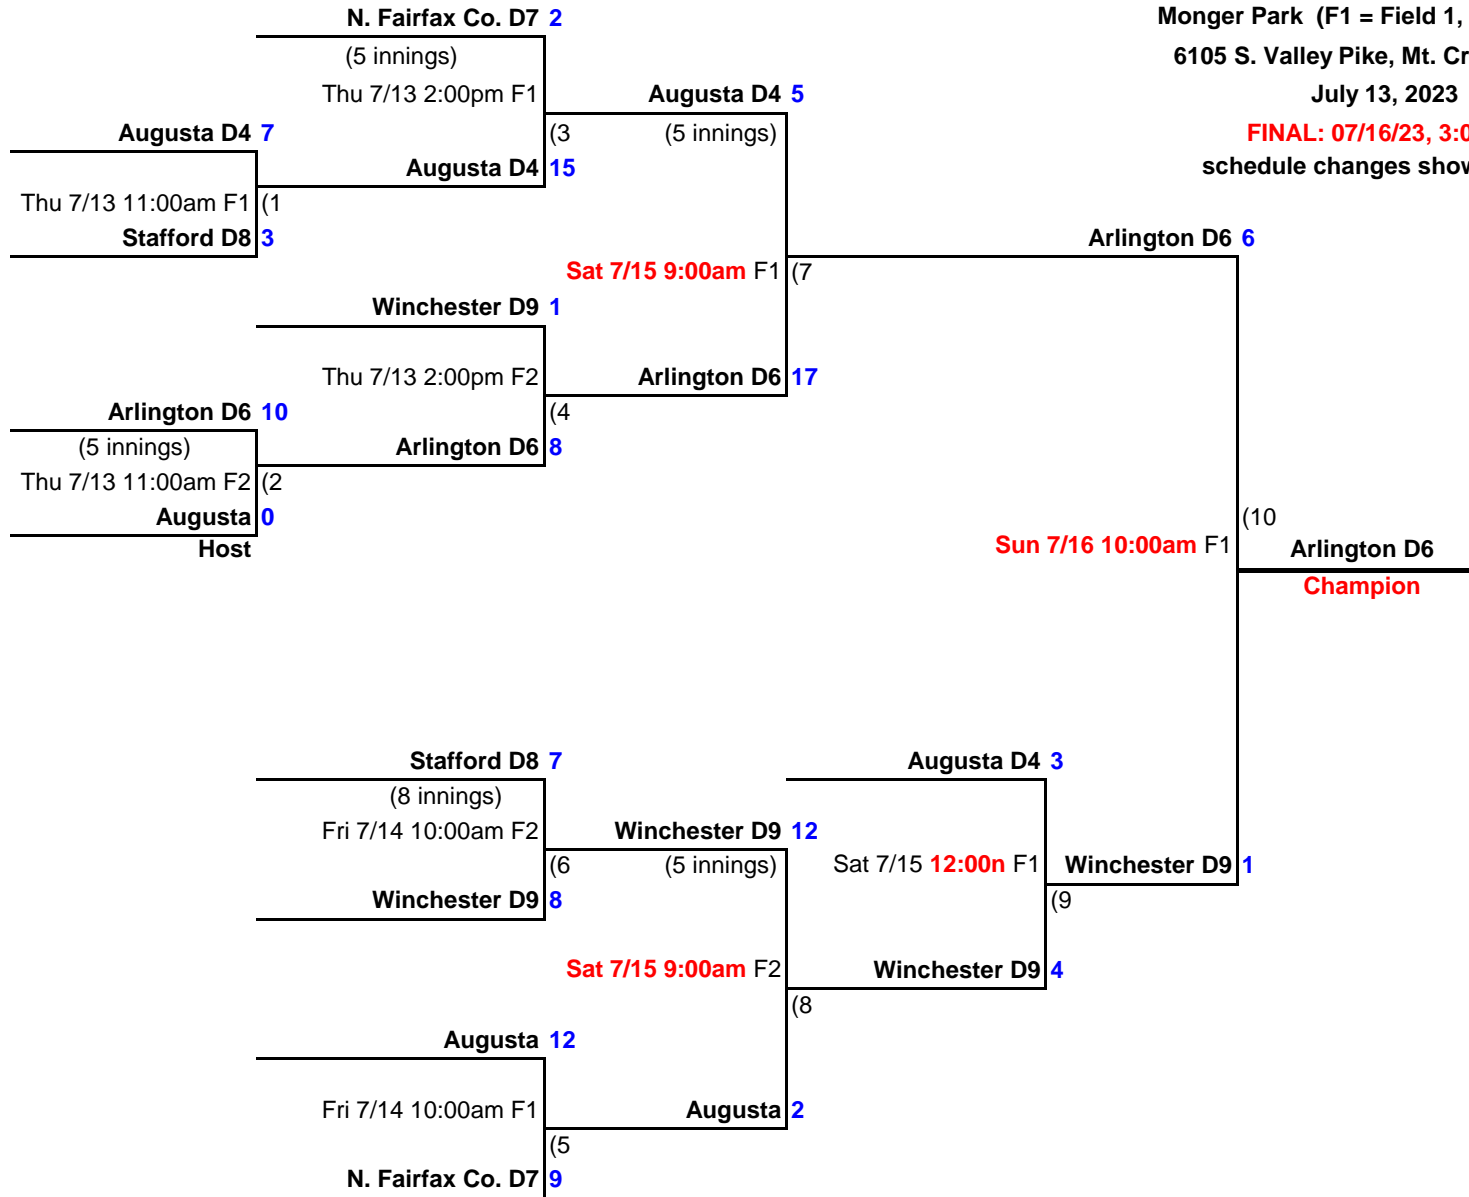 N. Fairfax Co. D7 2
Monger Park (F1 = Field 1,
(5 innings)
6105 S. Valley Pike, Mt. Cr
Thu 7/13 2:00pm F1
Augusta D4 5
July 13, 2023
Augusta D4 7
(3
(5 innings)
FINAL: 07/16/23, 3:0
Augusta D4 15
schedule changes show
Thu 7/13 11:00am F1 (1
Stafford D8 3
Arlington D6 6
Sat 7/15 9:00am F1 (7
Winchester D9 1
Thu 7/13 2:00pm F2
Arlington D6 17
Arlington D6 10
(4
(5 innings)
Arlington D6 8
Thu 7/13 11:00am F2 (2
Augusta 0
(10
Host
Sun 7/16 10:00am F1
Arlington D6
Champion
Stafford D8 7
Augusta D4 3
(8 innings)
Fri 7/14 10:00am F2
Winchester D9 12
(6
(5 innings)
Sat 7/15 12:00n F1
Winchester D9 1
Winchester D9 8
(9
Sat 7/15 9:00am F2
Winchester D9 4
(8
Augusta 12
Fri 7/14 10:00am F1
Augusta 2
(5
N. Fairfax Co. D7 9